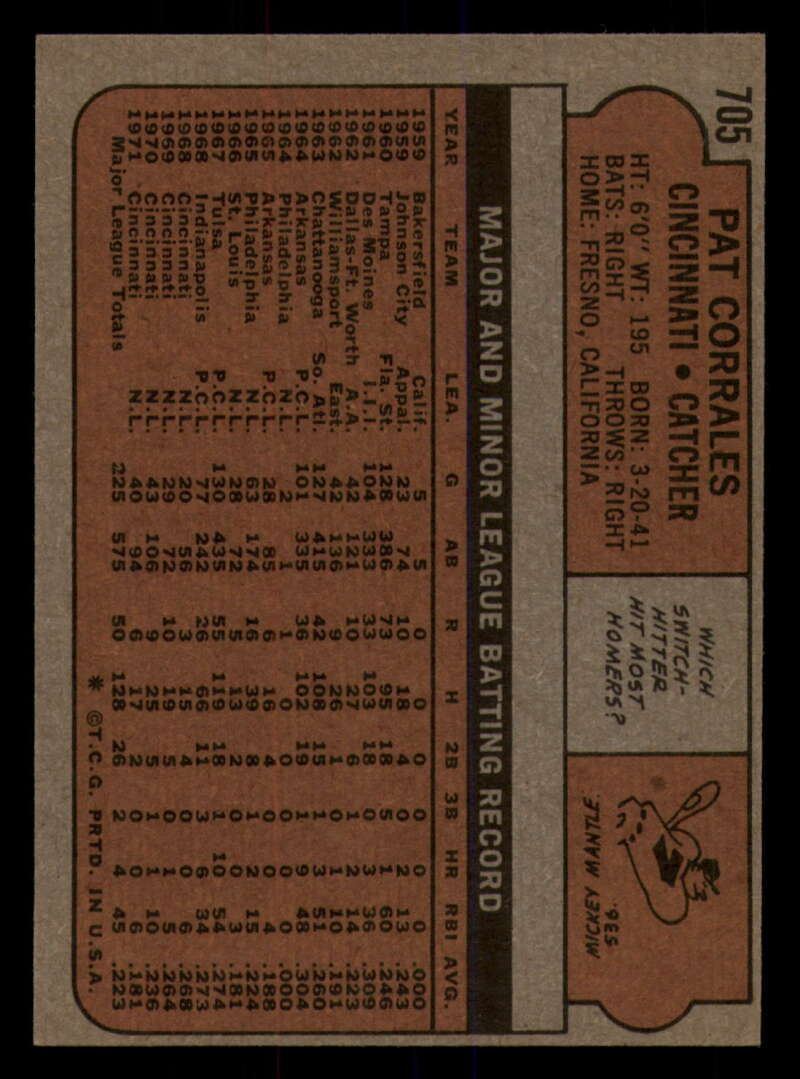 705
PAT CORRALES
CINCINNATI • CATCHER
HT: 6'0" WT: 195 BORN: 3-20-41
BATS: RIGHT THROWS: RIGHT
HOME: FRESNO, CALIFORNIA
WHICH
SWITCH-
HITTER
HIT MOST
HOMERS?
536.
MICKEY MANTLE
MAJOR AND MINOR LEAGUE BATTING RECORD
YEAR TEAM LEA. G AB R H 2B 3B HR RBI AVG.
1959 Bakersfield Calif. 5 5 0 0 0 0 0 0 .000
1959 Johnson City Appal. 23 74 10 18 4 0 2 13 .243
1960 Tampa Fla. St. 128 386 73 95 18 5 1 60 .246
1961 Des Moines I.I.I. 104 333 33 103 18 0 3 36 .309
1962 Dallas-Ft. Worth A.A. 42 121 10 27 6 1 2 14 .223
1962 Williamsport East. 42 136 9 26 1 0 1 10 .191
1963 Chattanooga So. Atl. 127 415 42 108 15 1 3 51 .260
1964 Arkansas P.C.L. 101 335 36 102 19 1 9 48 .304
1964 Philadelphia N.L. 2 1 1 0 0 0 0 0 .000
1965 Arkansas P.C.L. 28 85 6 16 4 0 0 4 .188
1965 Philadelphia N.L. 63 174 16 39 8 1 2 15 .224
1966 St. Louis N.L. 28 72 5 13 2 0 0 3 .181
1967 Tulsa P.C.L. 130 435 55 119 18 1 10 54 .274
1968 Indianapolis P.C.L. 77 242 26 66 11 3 6 34 .273
1968 Cincinnati N.L. 20 56 3 15 4 0 0 6 .268
1969 Cincinnati N.L. 29 72 10 19 5 0 1 5 .264
1970 Cincinnati N.L. 43 106 9 25 5 1 1 10 .236
1971 Cincinnati N.L. 40 94 6 17 2 0 0 6 .181
Major League Totals 225 575 50 128 26 2 4 45 .223
* ©T.C.G. PRTD. IN U.S.A.